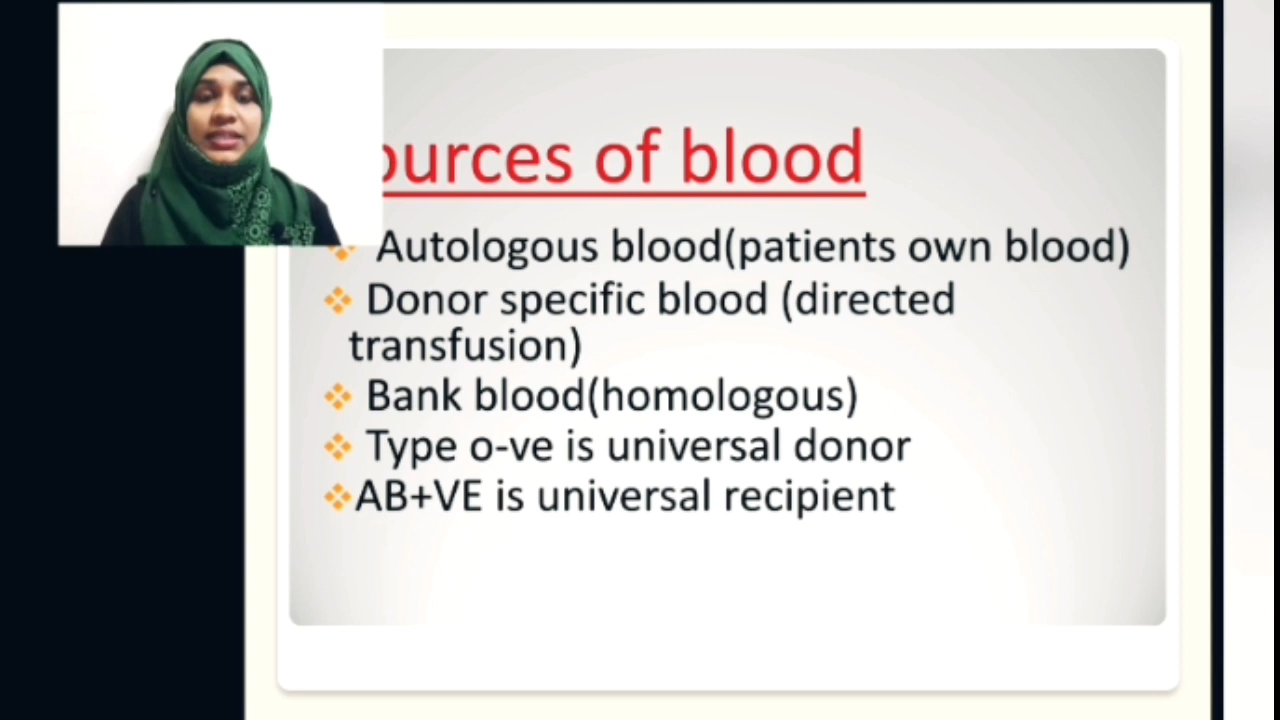 ources of blood
Autologous blood(patients own blood)
Donor specific blood (directed
transfusion)
Bank blood(homologous)
Type o-ve is universal donor
AB+VE is universal recipient